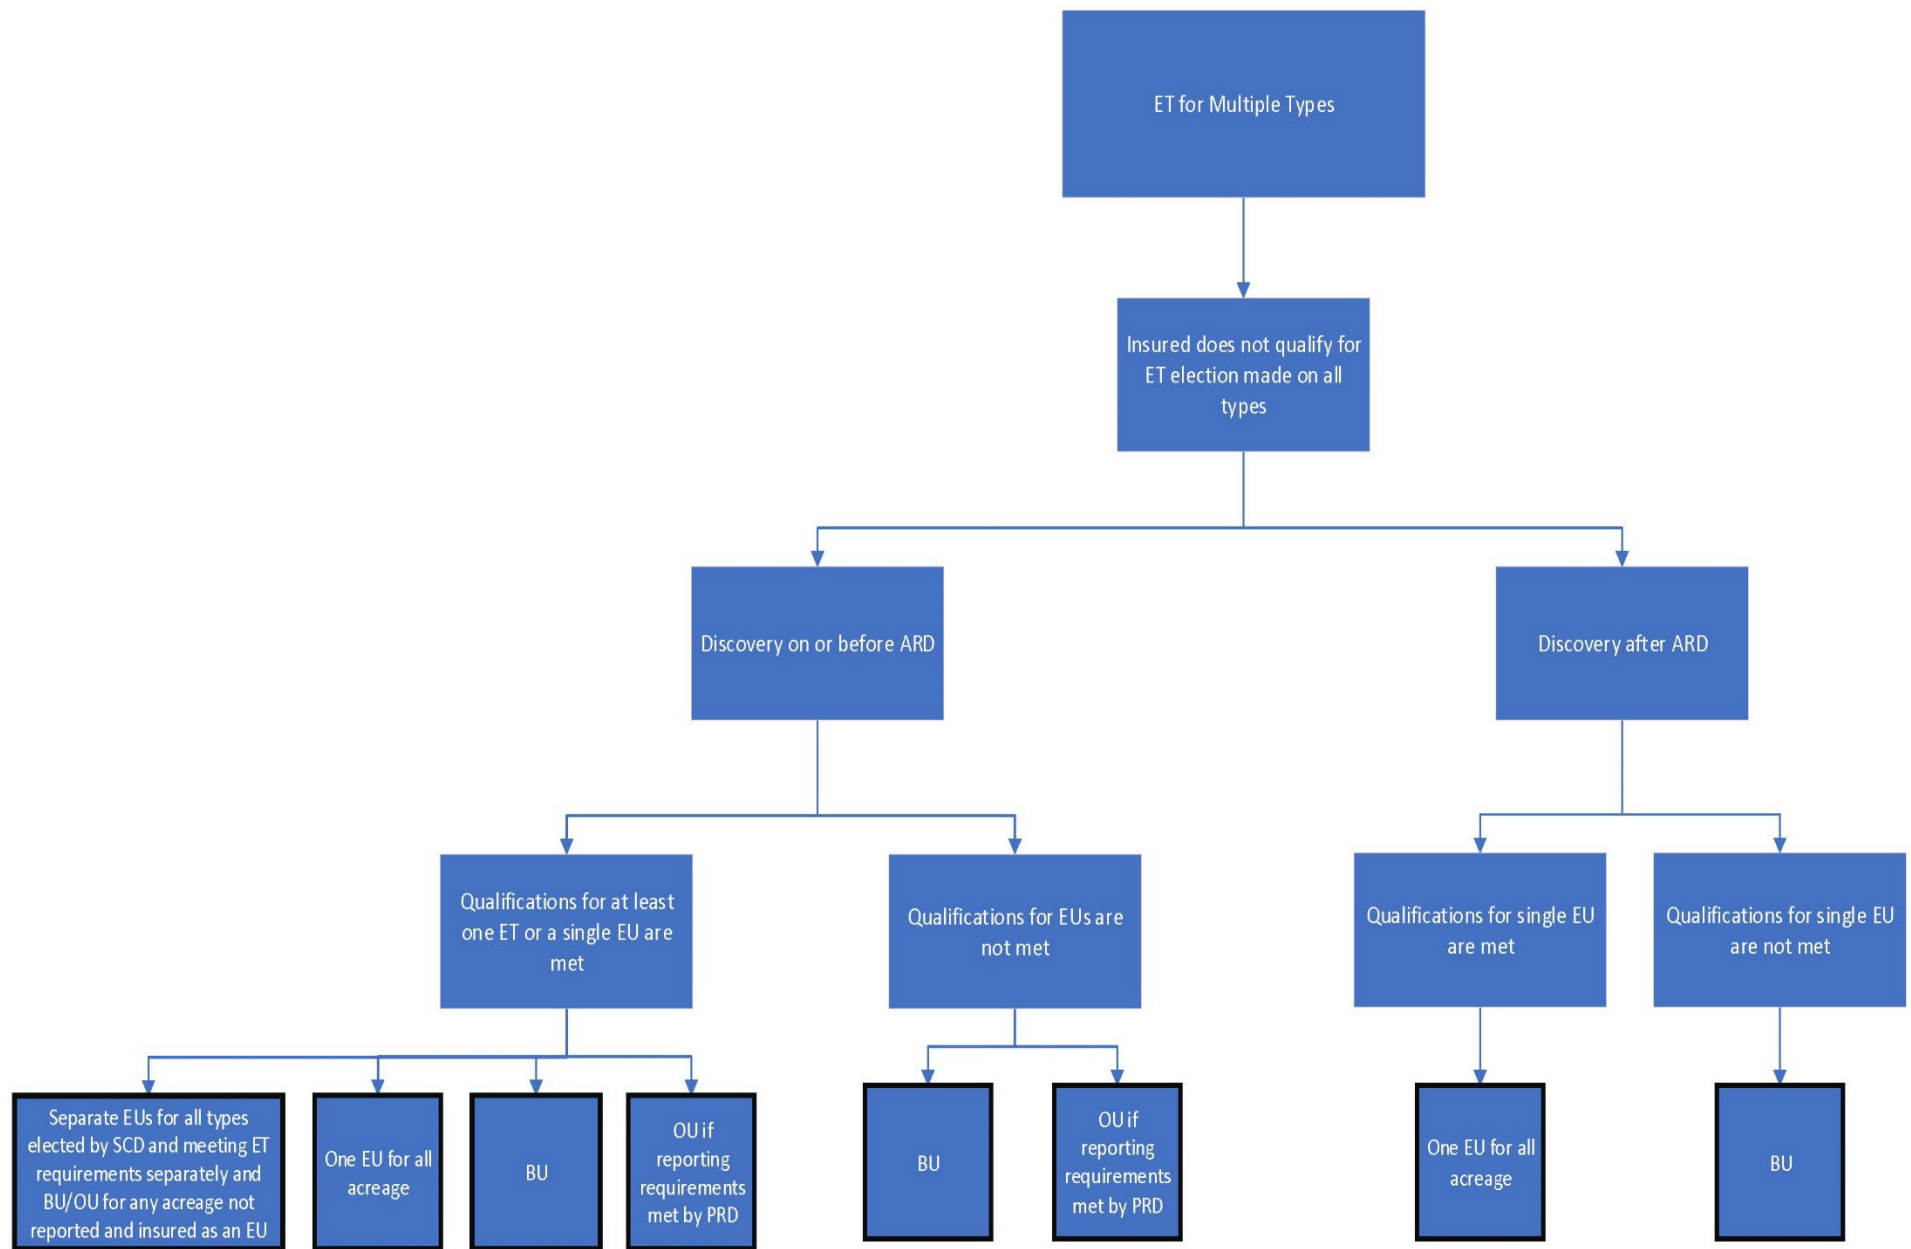 ET for Multiple Types
Insured does not qualify for
ET election made on all
types
Discovery on or before ARD
Discovery after ARD
Qualifications for at least
one ET or a single EU are
met
Qualifications for EUs are
not met
Qualifications for single EU
are met
Qualifications for single EU
are not met
Separate EUs for all types
elected by SCD and meeting ET
requirements separately and
BU/OU for any acreage not
reported and insured as an EU
One EU for all
acreage
BU
OU if
reporting
requirements
met by PRD
BU
OU if
reporting
requirements
met by PRD
One EU for all
acreage
BU